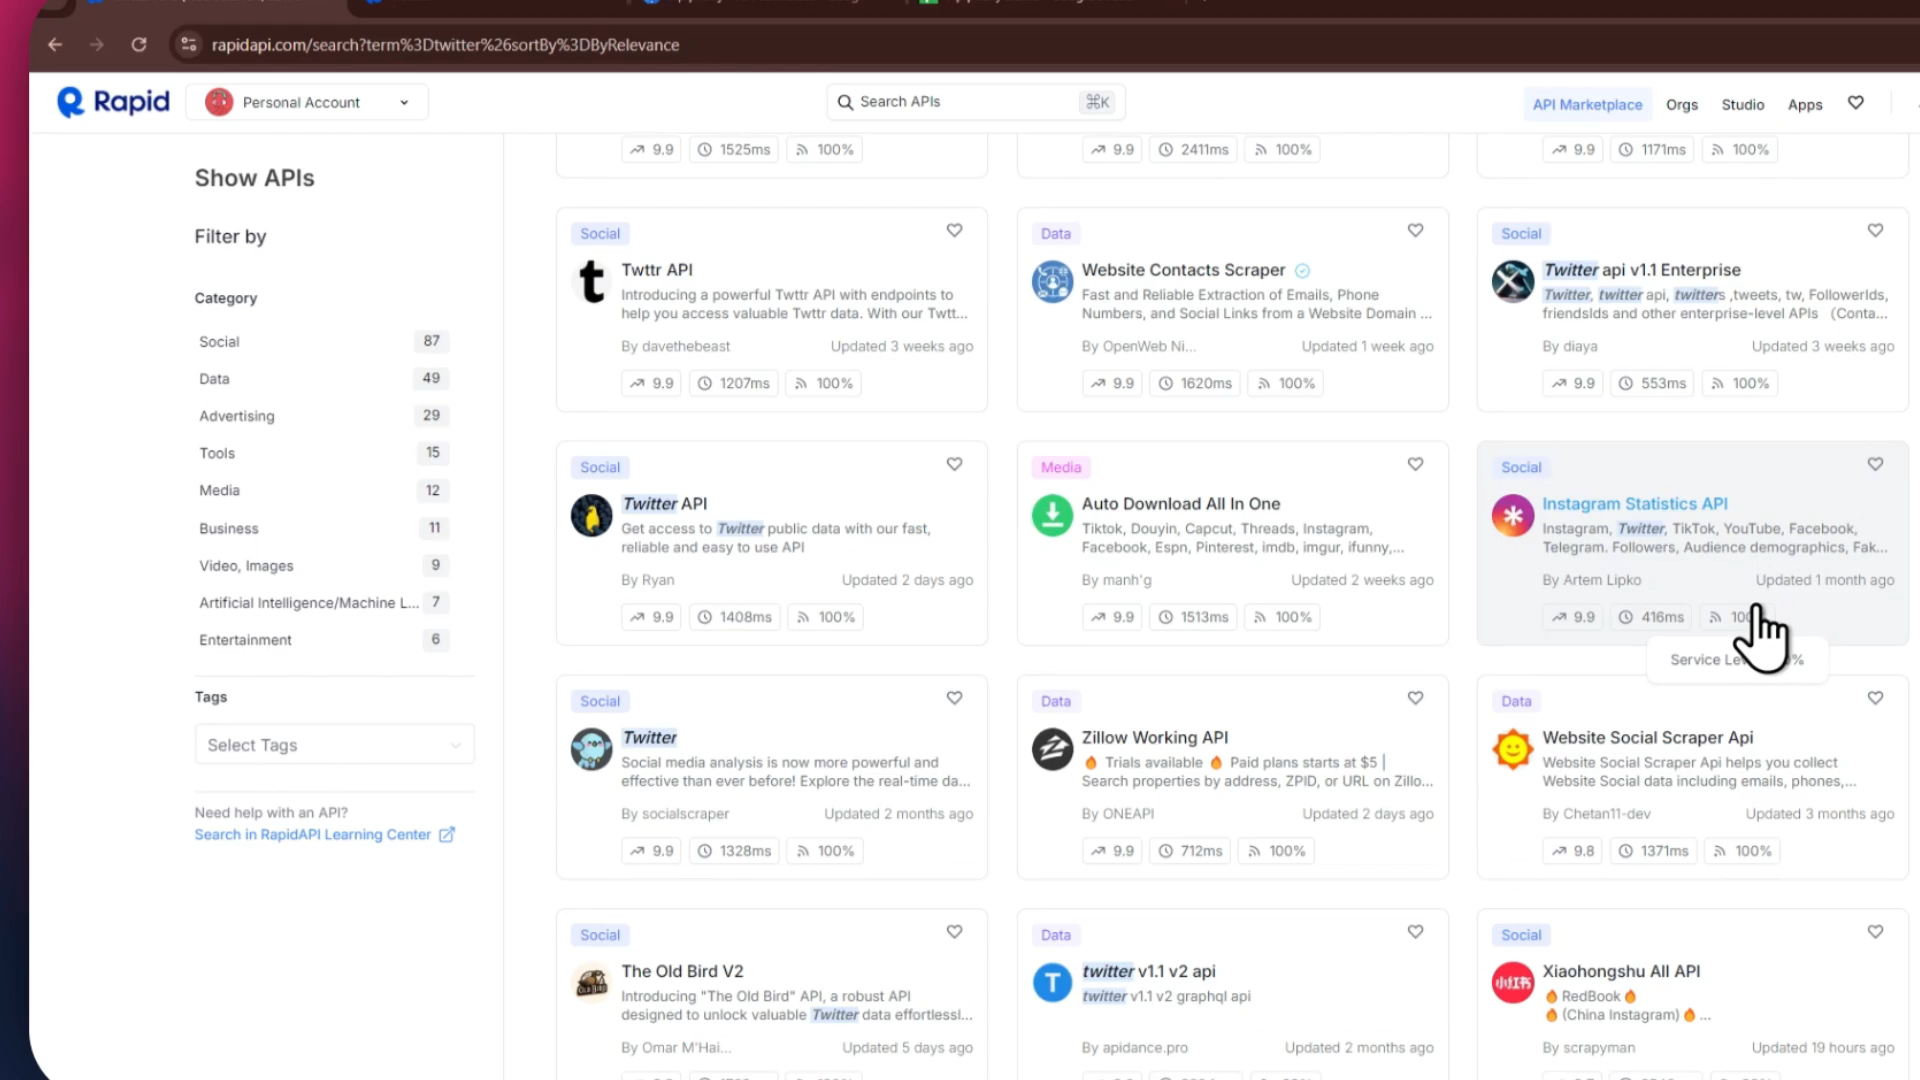 rapidapi.com/search?term%3Dtwitter%26sortBy%3DByRelevance
Rapid
Personal Account
Search APIs
⌘K
API Marketplace
Orgs
Studio
Apps
Show APIs
Filter by
Category
Social 87
Data 49
Advertising 29
Tools 15
Media 12
Business 11
Video, Images 9
Artificial Intelligence/Machine L... 7
Entertainment 6
Tags
Select Tags
Need help with an API?
Search in RapidAPI Learning Center
9.9 1525ms 100%
9.9 2411ms 100%
9.9 1171ms 100%
Social
Twttr API
Introducing a powerful Twttr API with endpoints to
help you access valuable Twttr data. With our Twtt...
By davethebeast Updated 3 weeks ago
9.9 1207ms 100%
Data
Website Contacts Scraper
Fast and Reliable Extraction of Emails, Phone
Numbers, and Social Links from a Website Domain ...
By OpenWeb Ni... Updated 1 week ago
9.9 1620ms 100%
Social
Twitter api v1.1 Enterprise
Twitter, twitter api, twitters ,tweets, tw, FollowerIds,
friendsIds and other enterprise-level APIs （Conta...
By diaya Updated 3 weeks ago
9.9 553ms 100%
Social
Twitter API
Get access to Twitter public data with our fast,
reliable and easy to use API
By Ryan Updated 2 days ago
9.9 1408ms 100%
Media
Auto Download All In One
Tiktok, Douyin, Capcut, Threads, Instagram,
Facebook, Espn, Pinterest, imdb, imgur, ifunny,...
By manh'g Updated 2 weeks ago
9.9 1513ms 100%
Social
Instagram Statistics API
Instagram, Twitter, TikTok, YouTube, Facebook,
Telegram. Followers, Audience demographics, Fak...
By Artem Lipko Updated 1 month ago
9.9 416ms
Service
Social
Twitter
Social media analysis is now more powerful and
effective than ever before! Explore the real-time da...
By socialscraper Updated 2 months ago
9.9 1328ms 100%
Data
Zillow Working API
🔥 Trials available 🔥 Paid plans starts at $5 |
Search properties by address, ZPID, or URL on Zillo...
By ONEAPI Updated 2 days ago
9.9 712ms 100%
Data
Website Social Scraper Api
Website Social Scraper Api helps you collect
Website Social data including emails, phones,...
By Chetan11-dev Updated 3 months ago
9.8 1371ms 100%
Social
The Old Bird V2
OLD BIRD
Introducing "The Old Bird" API, a robust API
designed to unlock valuable Twitter data effortlessl...
By Omar M'Hai... Updated 5 days ago
Data
T
twitter v1.1 v2 api
twitter v1.1 v2 graphql api
By apidance.pro Updated 2 months ago
Social
小红书
Xiaohongshu All API
🔥 RedBook 🔥
🔥 (China Instagram) 🔥 ...
By scrapyman Updated 19 hours ago